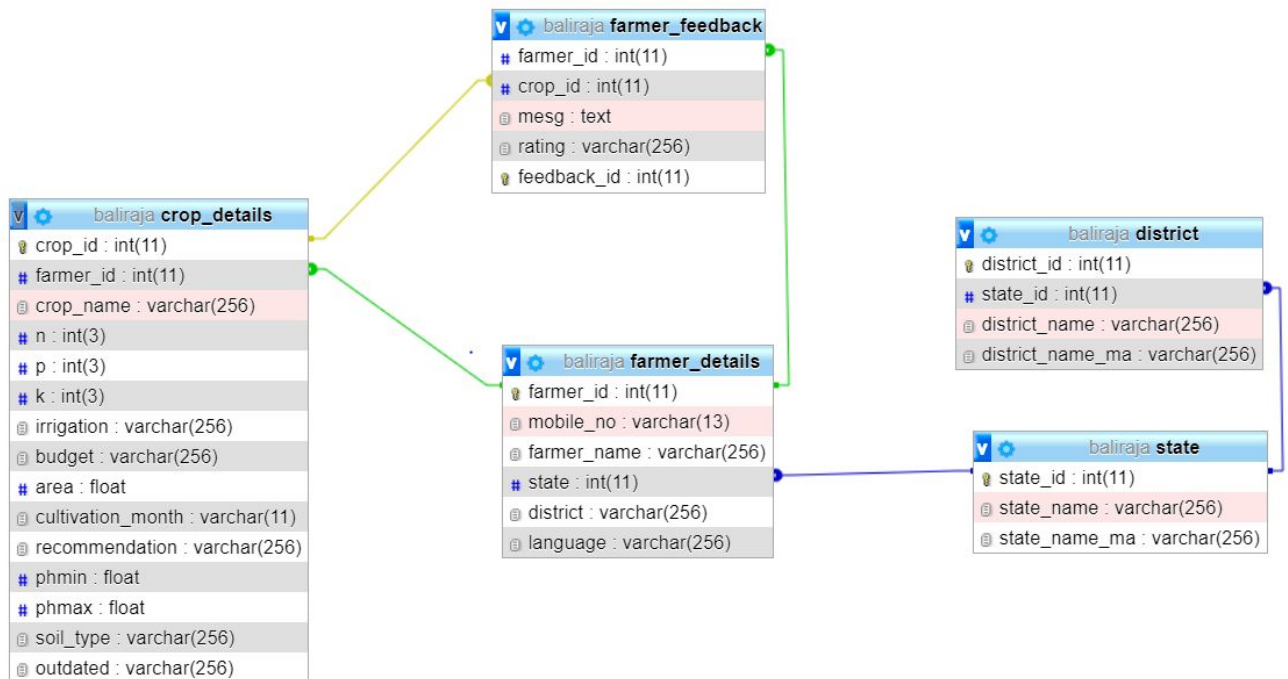 v baliraja farmer_feedback
# farmer_id : int(11)
# crop_id : int(11)
mesg : text
rating : varchar(256)
feedback_id : int(11)
v baliraja crop_details
crop_id : int(11)
# farmer_id : int(11)
crop_name : varchar(256)
# n : int(3)
# p : int(3)
# k : int(3)
irrigation : varchar(256)
budget : varchar(256)
# area : float
cultivation_month : varchar(11)
recommendation : varchar(256)
# phmin : float
# phmax : float
soil_type : varchar(256)
outdated : varchar(256)
v baliraja farmer_details
farmer_id : int(11)
mobile_no : varchar(13)
farmer_name : varchar(256)
# state : int(11)
district : varchar(256)
language : varchar(256)
v baliraja district
district_id : int(11)
# state_id : int(11)
district_name : varchar(256)
district_name_ma : varchar(256)
v baliraja state
state_id : int(11)
state_name : varchar(256)
state_name_ma : varchar(256)